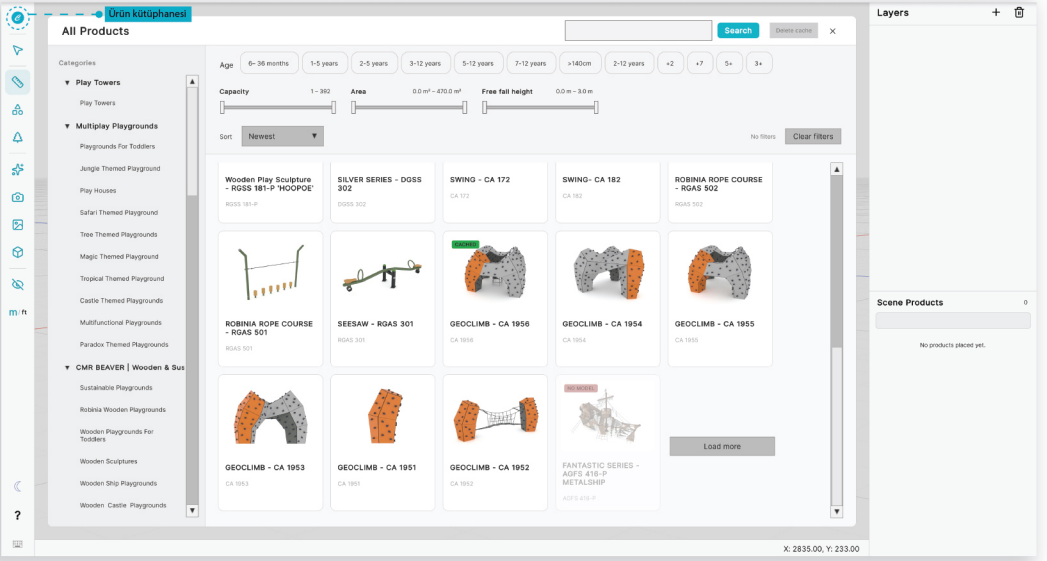 Ürün kütüphanesi
All Products
Search
Delete cache
×
Categories
▼ Play Towers
Play Towers
▼ Multiplay Playgrounds
Playgrounds For Toddlers
Jungle Themed Playground
Play Houses
Safari Themed Playground
Tree Themed Playgrounds
Magic Themed Playground
Tropical Themed Playground
Castle Themed Playgrounds
Multifunctional Playgrounds
Paradox Themed Playgrounds
▼ CMR BEAVER | Wooden & Sus
Sustainable Playgrounds
Robinia Wooden Playgrounds
Wooden Playgrounds For
Toddlers
Wooden Sculptures
Wooden Ship Playgrounds
Wooden Castle Playgrounds
Age
6- 36 months
1-5 years
2-5 years
3-12 years
5-12 years
7-12 years
>140cm
2-12 years
+2
+7
5+
3+
Capacity
1 – 392
Area
0.0 m² – 470.0 m²
Free fall height
0.0 m - 3.0 m
Sort
Newest
No filters
Clear filters
Wooden Play Sculpture
- RGSS 181-P 'HOOPOE'
RGSS 181-P
SILVER SERIES - DGSS
302
DGSS 302
SWING - CA 172
CA 172
SWING- CA 182
CA 182
ROBINIA ROPE COURSE
- RGAS 502
RGAS 502
ROBINIA ROPE COURSE
- RGAS 501
RGAS 501
SEESAW - RGAS 301
RGAS 301
CACHED
GEOCLIMB - CA 1956
CA 1956
GEOCLIMB - CA 1954
CA 1954
GEOCLIMB - CA 1955
CA 1955
GEOCLIMB - CA 1953
CA 1953
GEOCLIMB - CA 1951
CA 1951
GEOCLIMB - CA 1952
CA 1952
NO MODEL
FANTASTIC SERIES -
AGFS 416-P
METALSHIP
AGFS 416-P
Load more
Layers
+
Scene Products
0
No products placed yet.
m/ft
?
X: 2835.00, Y: 233.00